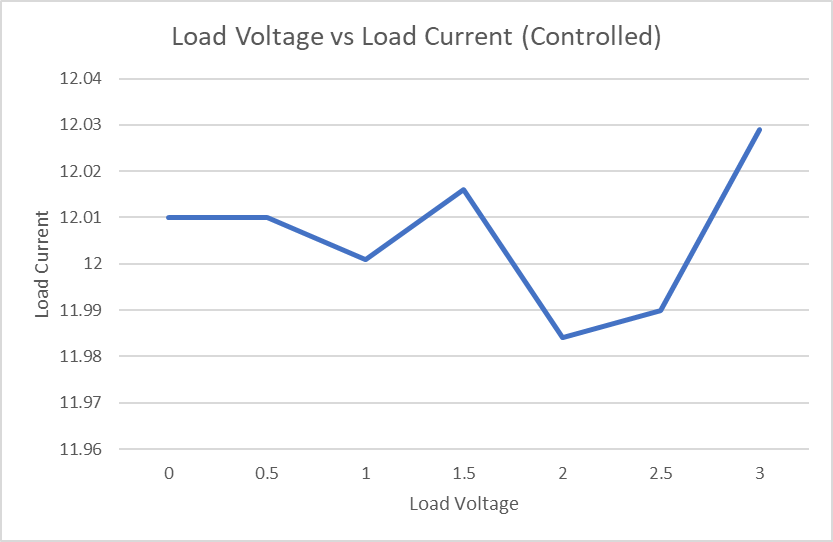 Load Voltage vs Load Current (Controlled)
12.04
12.03
12.02
12.01
12
11.99
11.98
11.97
11.96
Load Current
0 0.5 1 1.5 2 2.5 3
Load Voltage